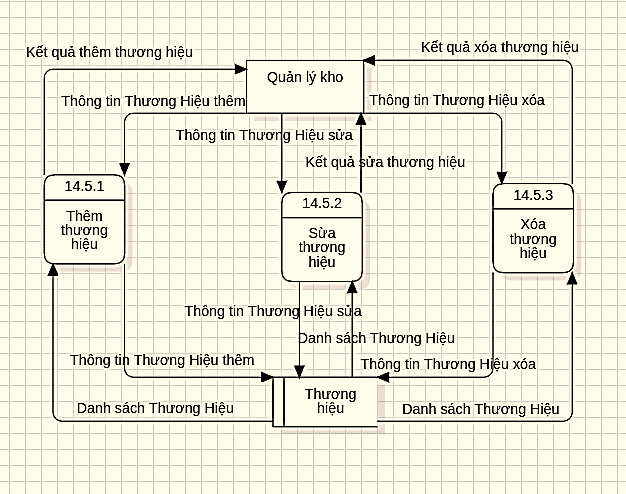 Kết quả thêm thương hiệu
Kết quả xóa thương hiệu
Quản lý kho
Thông tin Thương Hiệu thêm
Thông tin Thương Hiệu xóa
Thông tin Thương Hiệu sửa
Kết quả sửa thương hiệu
14.5.1
Thêm
thương
hiệu
14.5.2
Sửa
thương
hiệu
14.5.3
Xóa
thương
hiệu
Thông tin Thương Hiệu sửa
Danh sách Thương Hiệu
Thông tin Thương Hiệu thêm
Thông tin Thương Hiệu xóa
Thương
hiệu
Danh sách Thương Hiệu
Danh sách Thương Hiệu